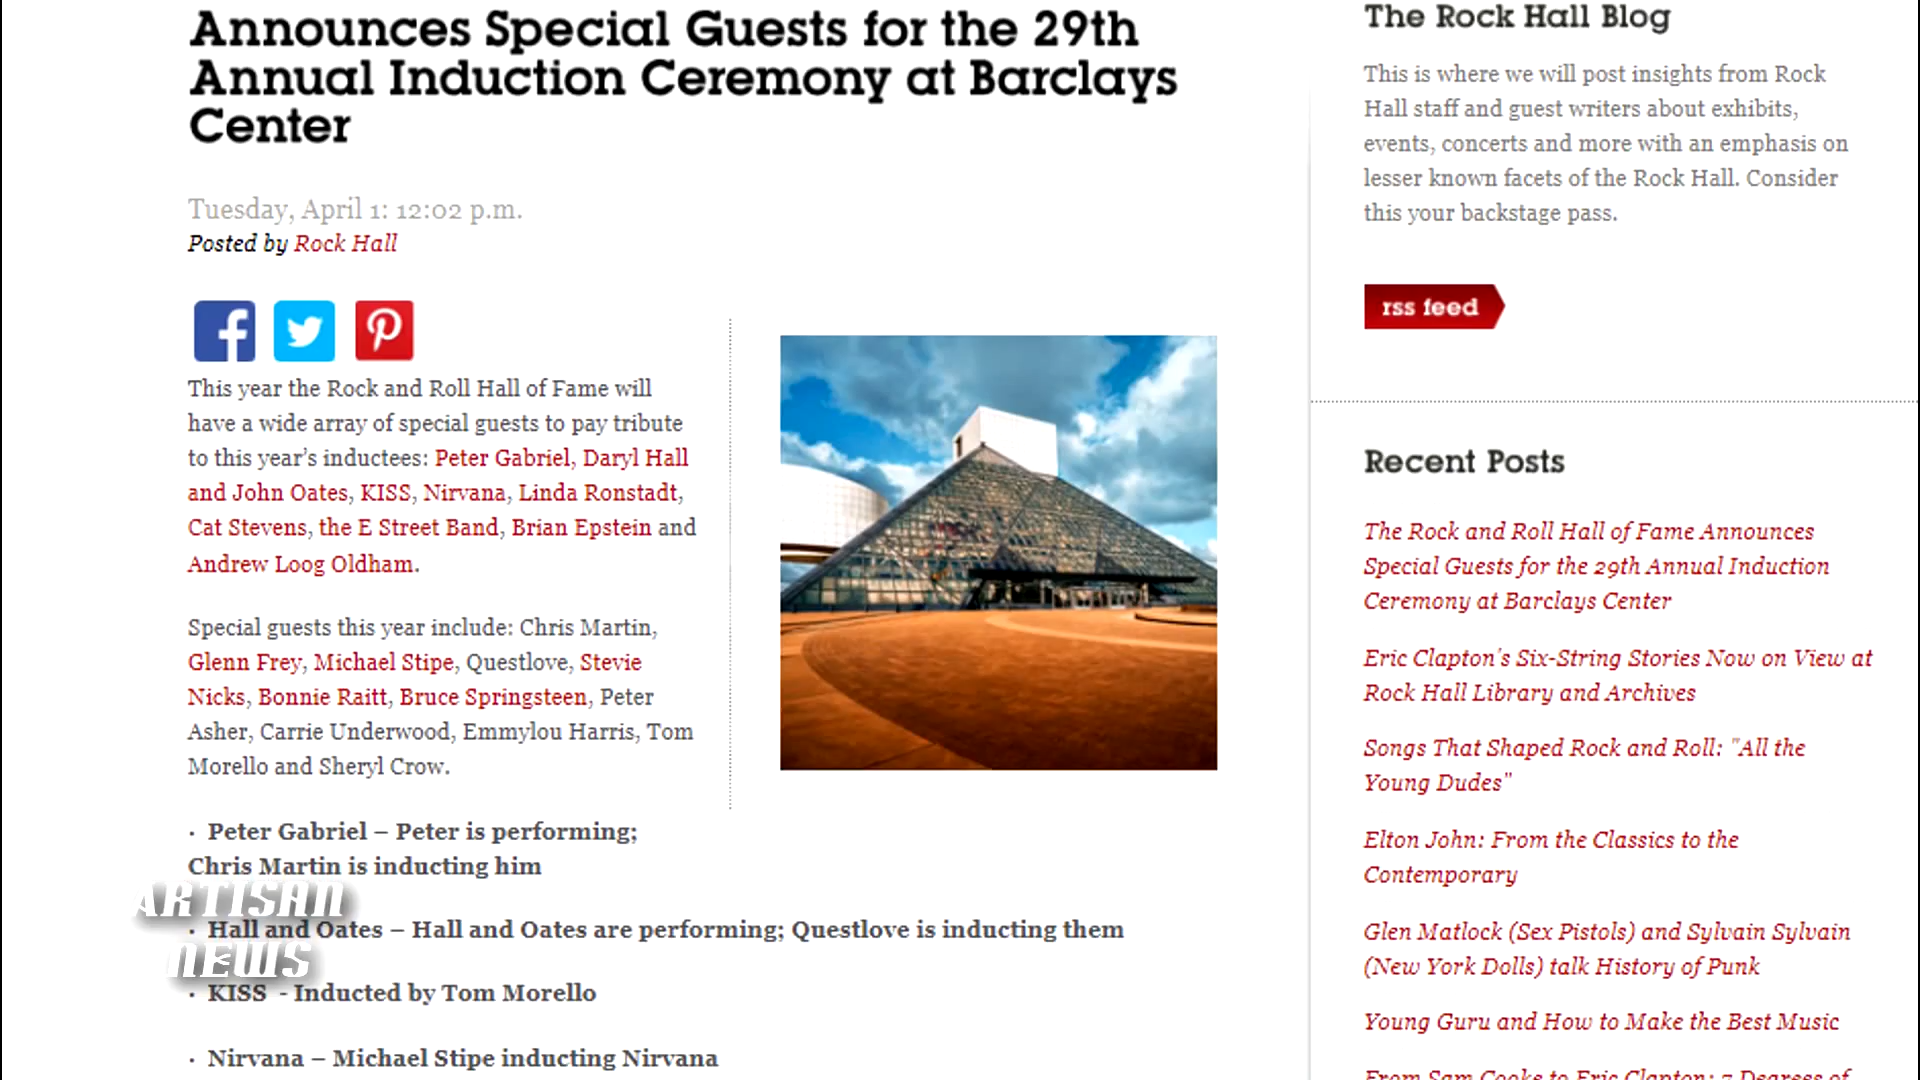 Announces Special Guests for the 29th
Annual Induction Ceremony at Barclays
Center
Tuesday, April 1: 12:02 p.m.
Posted by Rock Hall
This year the Rock and Roll Hall of Fame will
have a wide array of special guests to pay tribute
to this year's inductees: Peter Gabriel, Daryl Hall
and John Oates, KISS, Nirvana, Linda Ronstadt,
Cat Stevens, the E Street Band, Brian Epstein and
Andrew Loog Oldham.
Special guests this year include: Chris Martin,
Glenn Frey, Michael Stipe, Questlove, Stevie
Nicks, Bonnie Raitt, Bruce Springsteen, Peter
Asher, Carrie Underwood, Emmylou Harris, Tom
Morello and Sheryl Crow.
· Peter Gabriel – Peter is performing;
Chris Martin is inducting him
· Hall and Oates – Hall and Oates are performing; Questlove is inducting them
· KISS - Inducted by Tom Morello
· Nirvana – Michael Stipe inducting Nirvana
ARTISAN
NEWS
The Rock Hall Blog
This is where we will post insights from Rock
Hall staff and guest writers about exhibits,
events, concerts and more with an emphasis on
lesser known facets of the Rock Hall. Consider
this your backstage pass.
rss feed
Recent Posts
The Rock and Roll Hall of Fame Announces
Special Guests for the 29th Annual Induction
Ceremony at Barclays Center
Eric Clapton's Six-String Stories Now on View at
Rock Hall Library and Archives
Songs That Shaped Rock and Roll: "All the
Young Dudes"
Elton John: From the Classics to the
Contemporary
Glen Matlock (Sex Pistols) and Sylvain Sylvain
(New York Dolls) talk History of Punk
Young Guru and How to Make the Best Music
From Sam Cooke to Eric Clapton: 7 Degrees of